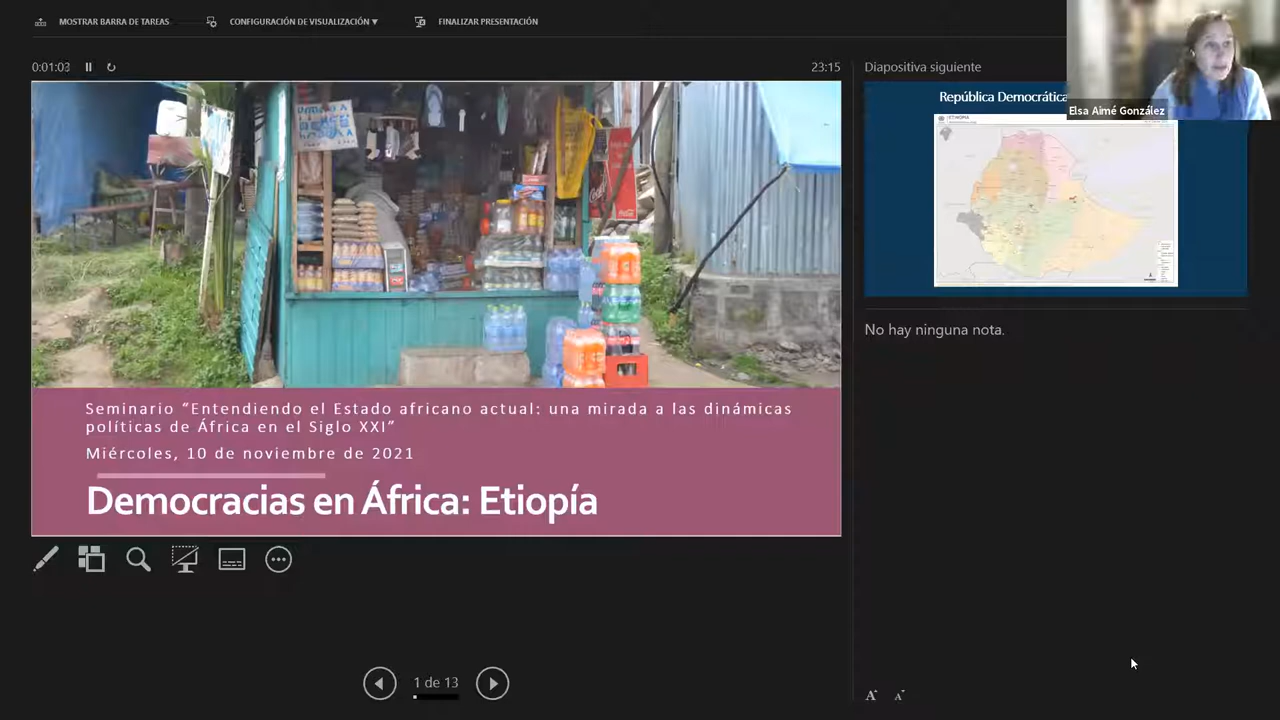 MOSTRAR BARRA DE TAREAS
CONFIGURACIÓN DE VISUALIZACIÓN ▼
FINALIZAR PRESENTACIÓN
0:01:03
23:15
Diapositiva siguiente
República Democrática
Elsa Aimé González
No hay ninguna nota.
Seminario “Entendiendo el Estado africano actual: una mirada a las dinámicas
políticas de África en el Siglo XXI”
Miércoles, 10 de noviembre de 2021
Democracias en África: Etiopía
1 de 13
A A